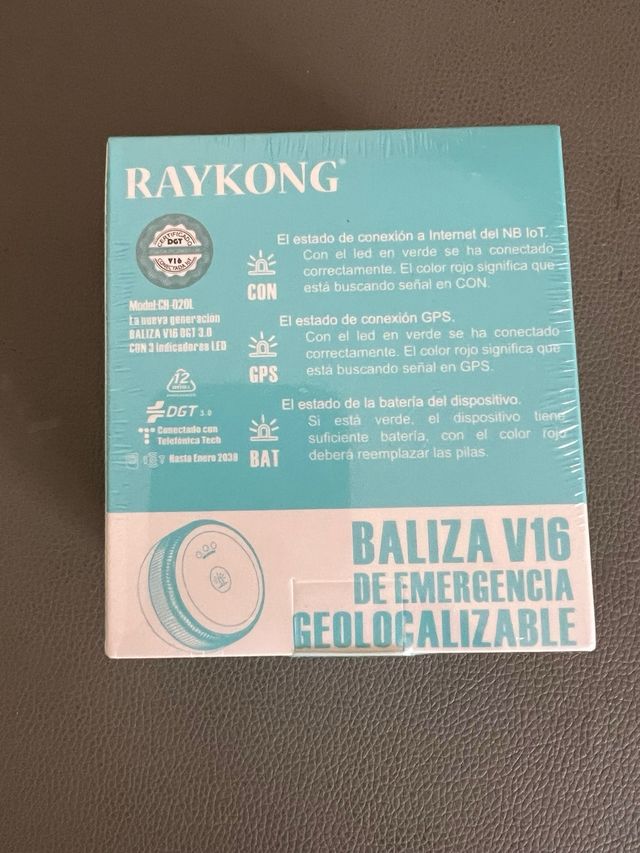 RAYKONG®
CERTIFICADO
DGT
V16
CONECTADA IoT
Model:CH-020L
La nueva generación
BALIZA V16 DGT 3.0
CON 3 indicadores LED
12
DGT 3.0
Conectado con
Telefónica Tech
Hasta Enero 2038
CON
El estado de conexión a Internet del NB IoT.
Con el led en verde se ha conectado
correctamente. El color rojo significa que
está buscando señal en CON.
GPS
El estado de conexión GPS.
Con el led en verde se ha conectado
correctamente. El color rojo significa que
está buscando señal en GPS.
BAT
El estado de la batería del dispositivo.
Si está verde, el dispositivo tiene
suficiente batería, con el color rojo
deberá reemplazar las pilas.
BALIZA V16
DE EMERGENCIA
GEOLOCALIZABLE